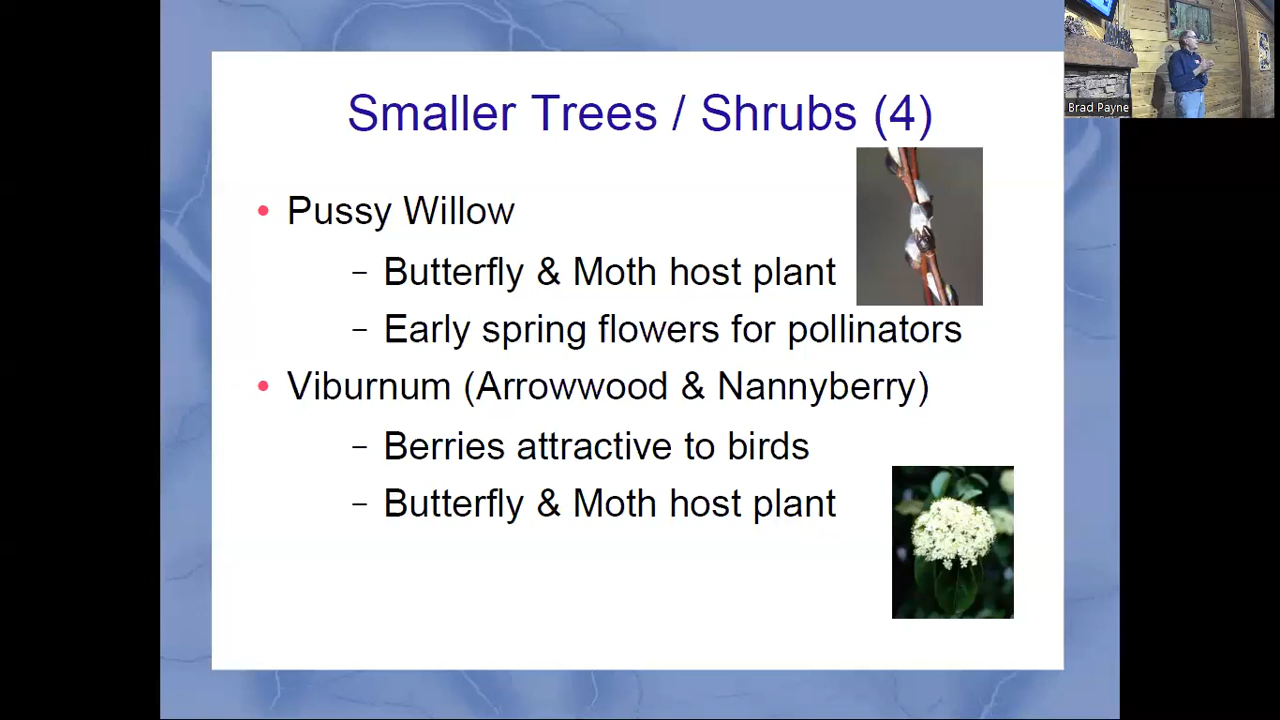 Smaller Trees / Shrubs (4)
• Pussy Willow
– Butterfly & Moth host plant
– Early spring flowers for pollinators
• Viburnum (Arrowwood & Nannyberry)
– Berries attractive to birds
– Butterfly & Moth host plant
Brad Payne